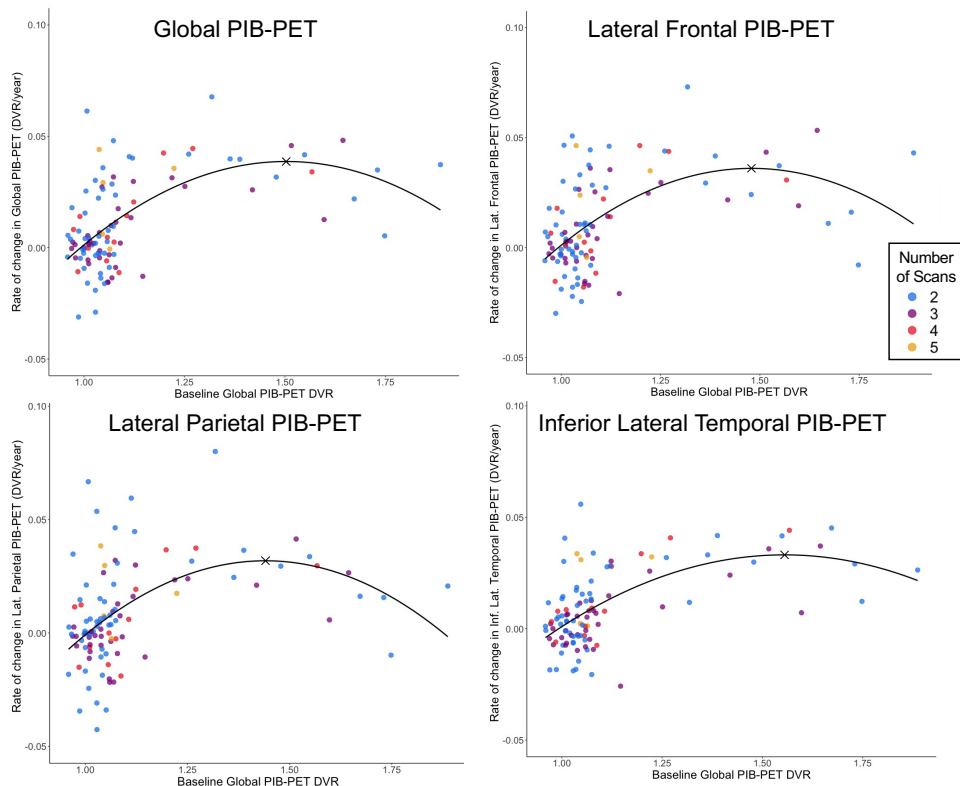 Global PIB-PET
Rate of change in Global PIB-PET (DVR/year)
0.10
0.05
0.00
-0.05
1.00 1.25 1.50 1.75
Baseline Global PIB-PET DVR
Lateral Frontal PIB-PET
Rate of change in Lat. Frontal PIB-PET (DVR/year)
0.10
0.05
0.00
-0.05
1.00 1.25 1.50 1.75
Baseline Global PIB-PET DVR
Number
of Scans
2
3
4
5
Lateral Parietal PIB-PET
Rate of change in Lat. Parietal PIB-PET (DVR/year)
0.10
0.05
0.00
-0.05
1.00 1.25 1.50 1.75
Baseline Global PIB-PET DVR
Inferior Lateral Temporal PIB-PET
Rate of change in Inf. Lat. Temporal PIB-PET (DVR/year)
0.10
0.05
0.00
-0.05
1.00 1.25 1.50 1.75
Baseline Global PIB-PET DVR